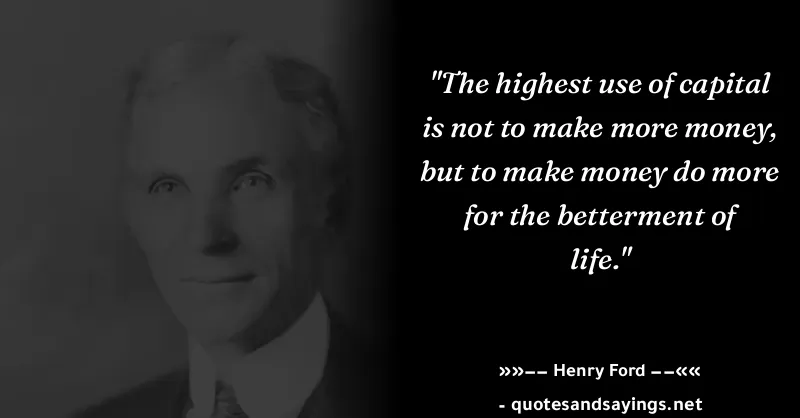 "The highest use of capital
is not to make more money,
but to make money do more
for the betterment of
life."
»»−− Henry Ford −−««
- quotesandsayings.net